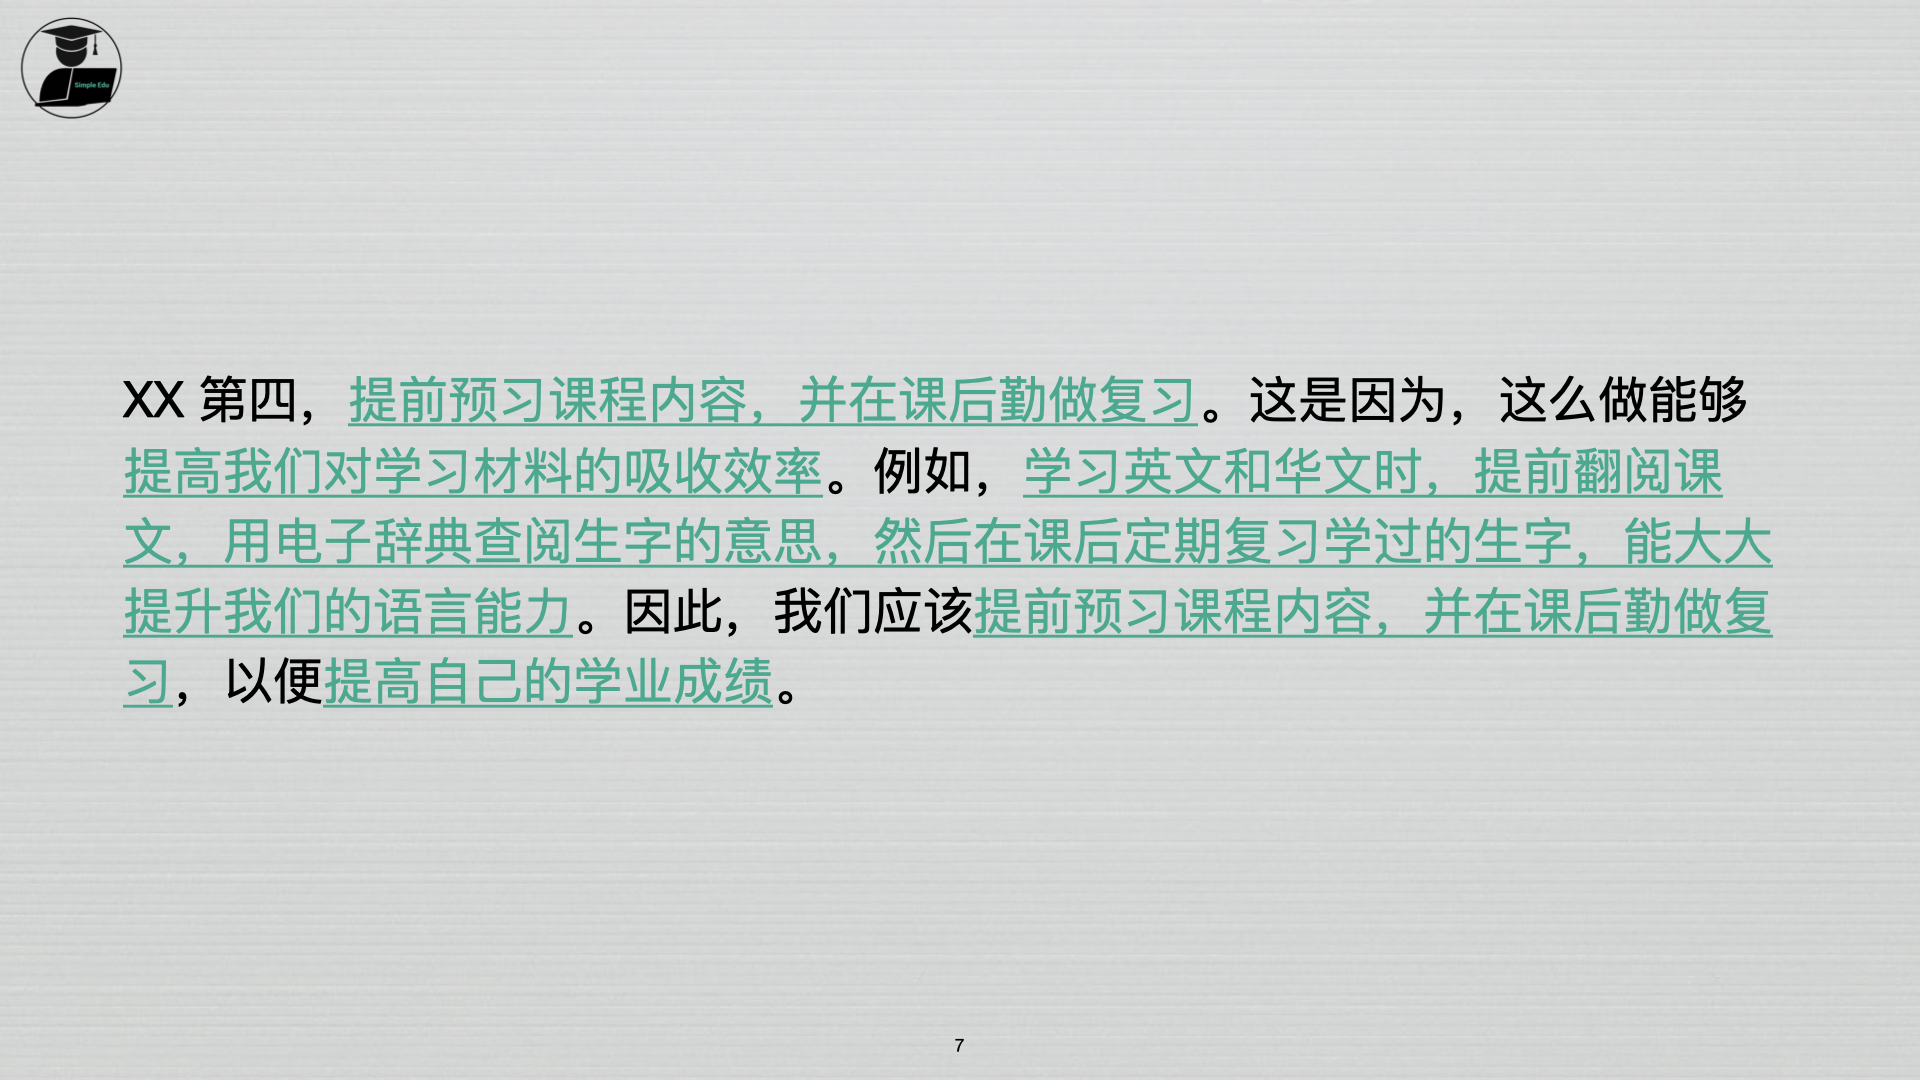 Simple Edu
XX 第四，提前预习课程内容，并在课后勤做复习。这是因为，这么做能够
提高我们对学习材料的吸收效率。例如，学习英文和华文时，提前翻阅课
文，用电子辞典查阅生字的意思，然后在课后定期复习学过的生字，能大大
提升我们的语言能力。因此，我们应该提前预习课程内容，并在课后勤做复
习，以便提高自己的学业成绩。
7